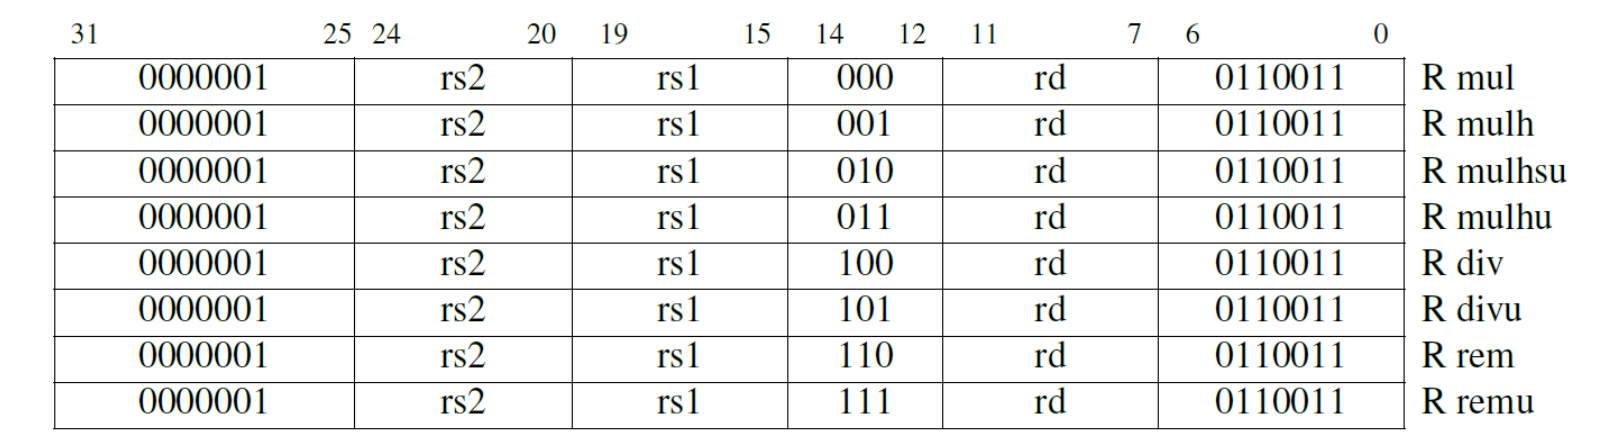 31 25 24 20 19 15 14 12 11 7 6 0
0000001 rs2 rs1 000 rd 0110011 R mul
0000001 rs2 rs1 001 rd 0110011 R mulh
0000001 rs2 rs1 010 rd 0110011 R mulhsu
0000001 rs2 rs1 011 rd 0110011 R mulhu
0000001 rs2 rs1 100 rd 0110011 R div
0000001 rs2 rs1 101 rd 0110011 R divu
0000001 rs2 rs1 110 rd 0110011 R rem
0000001 rs2 rs1 111 rd 0110011 R remu